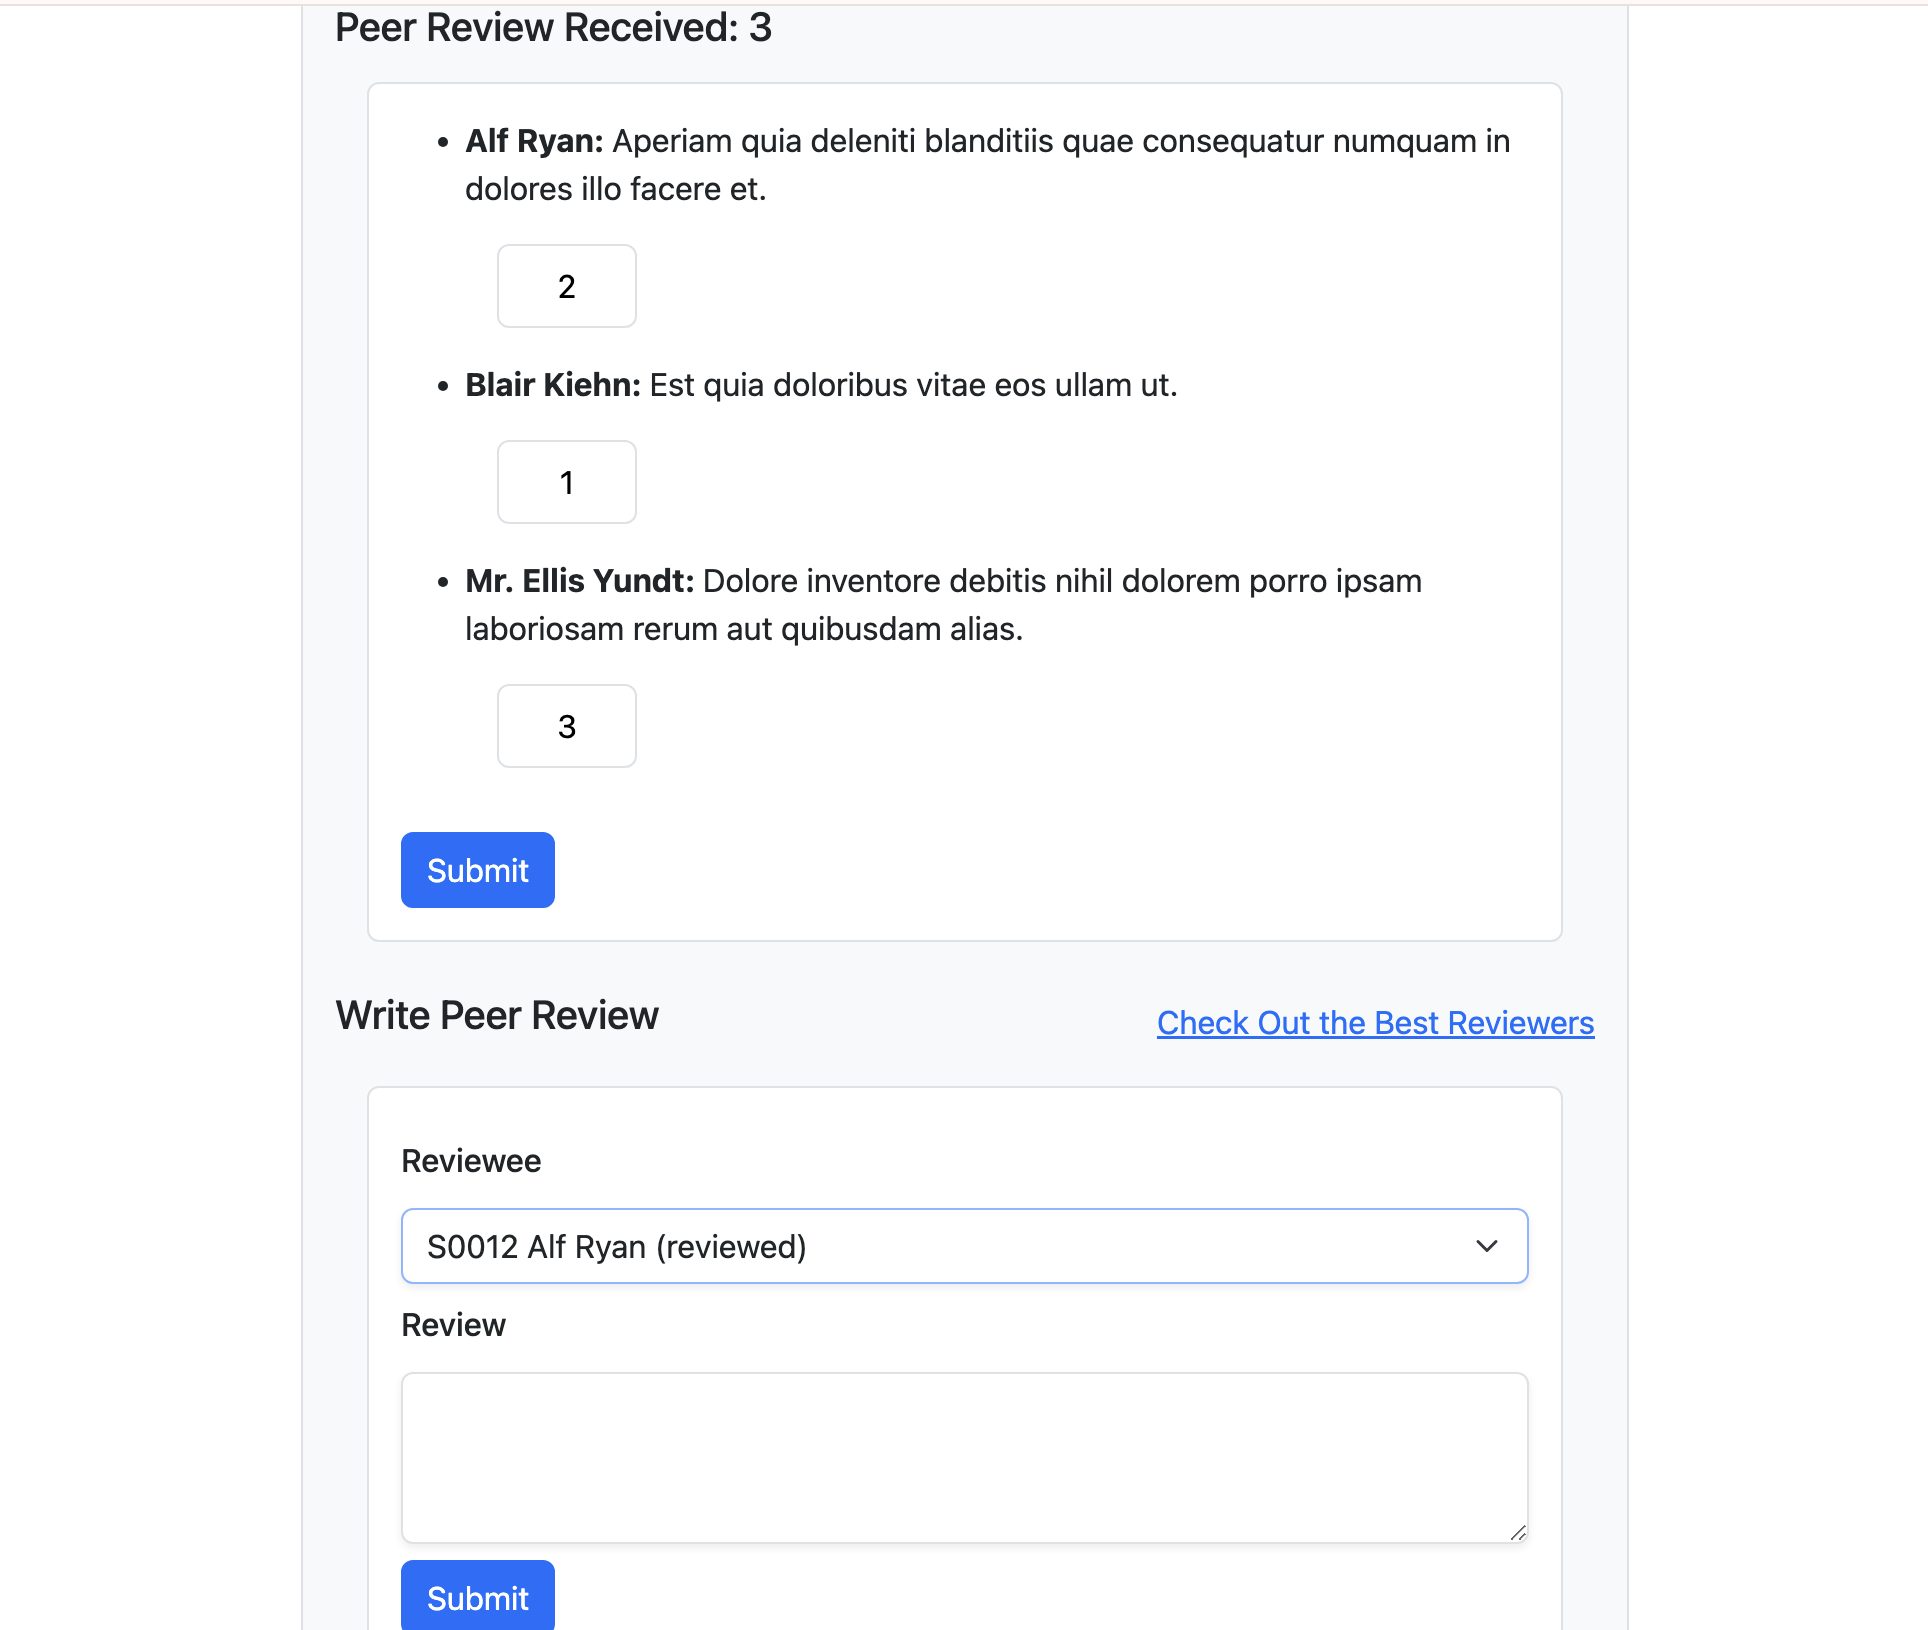 Peer Review Received: 3
• Alf Ryan: Aperiam quia deleniti blanditiis quae consequatur numquam in
dolores illo facere et.
2
• Blair Kiehn: Est quia doloribus vitae eos ullam ut.
1
• Mr. Ellis Yundt: Dolore inventore debitis nihil dolorem porro ipsam
laboriosam rerum aut quibusdam alias.
3
Submit
Write Peer Review
Check Out the Best Reviewers
Reviewee
S0012 Alf Ryan (reviewed)
Review
Submit